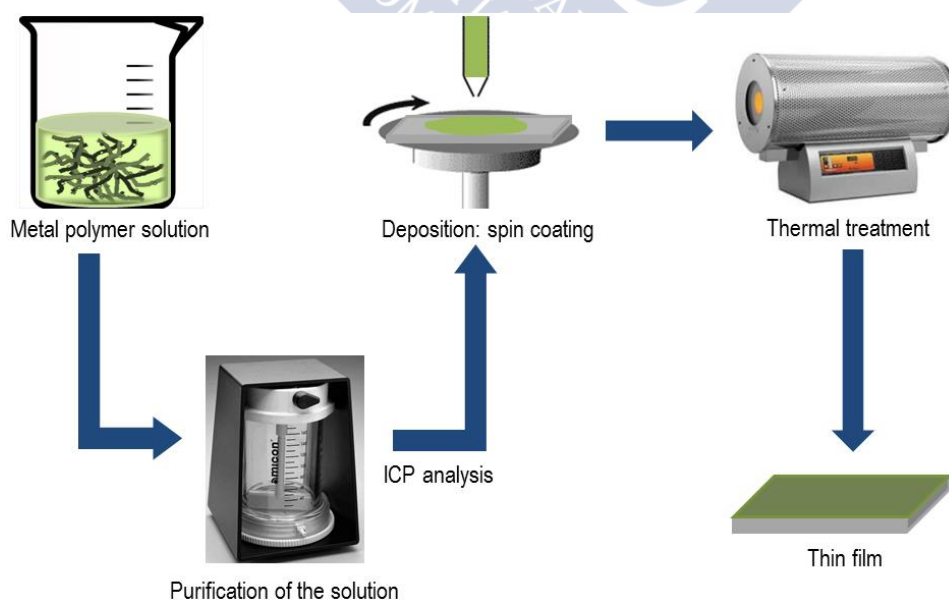 Metal polymer solution
Deposition: spin coating
Thermal treatment
amicon
ICP analysis
Purification of the solution
Thin film